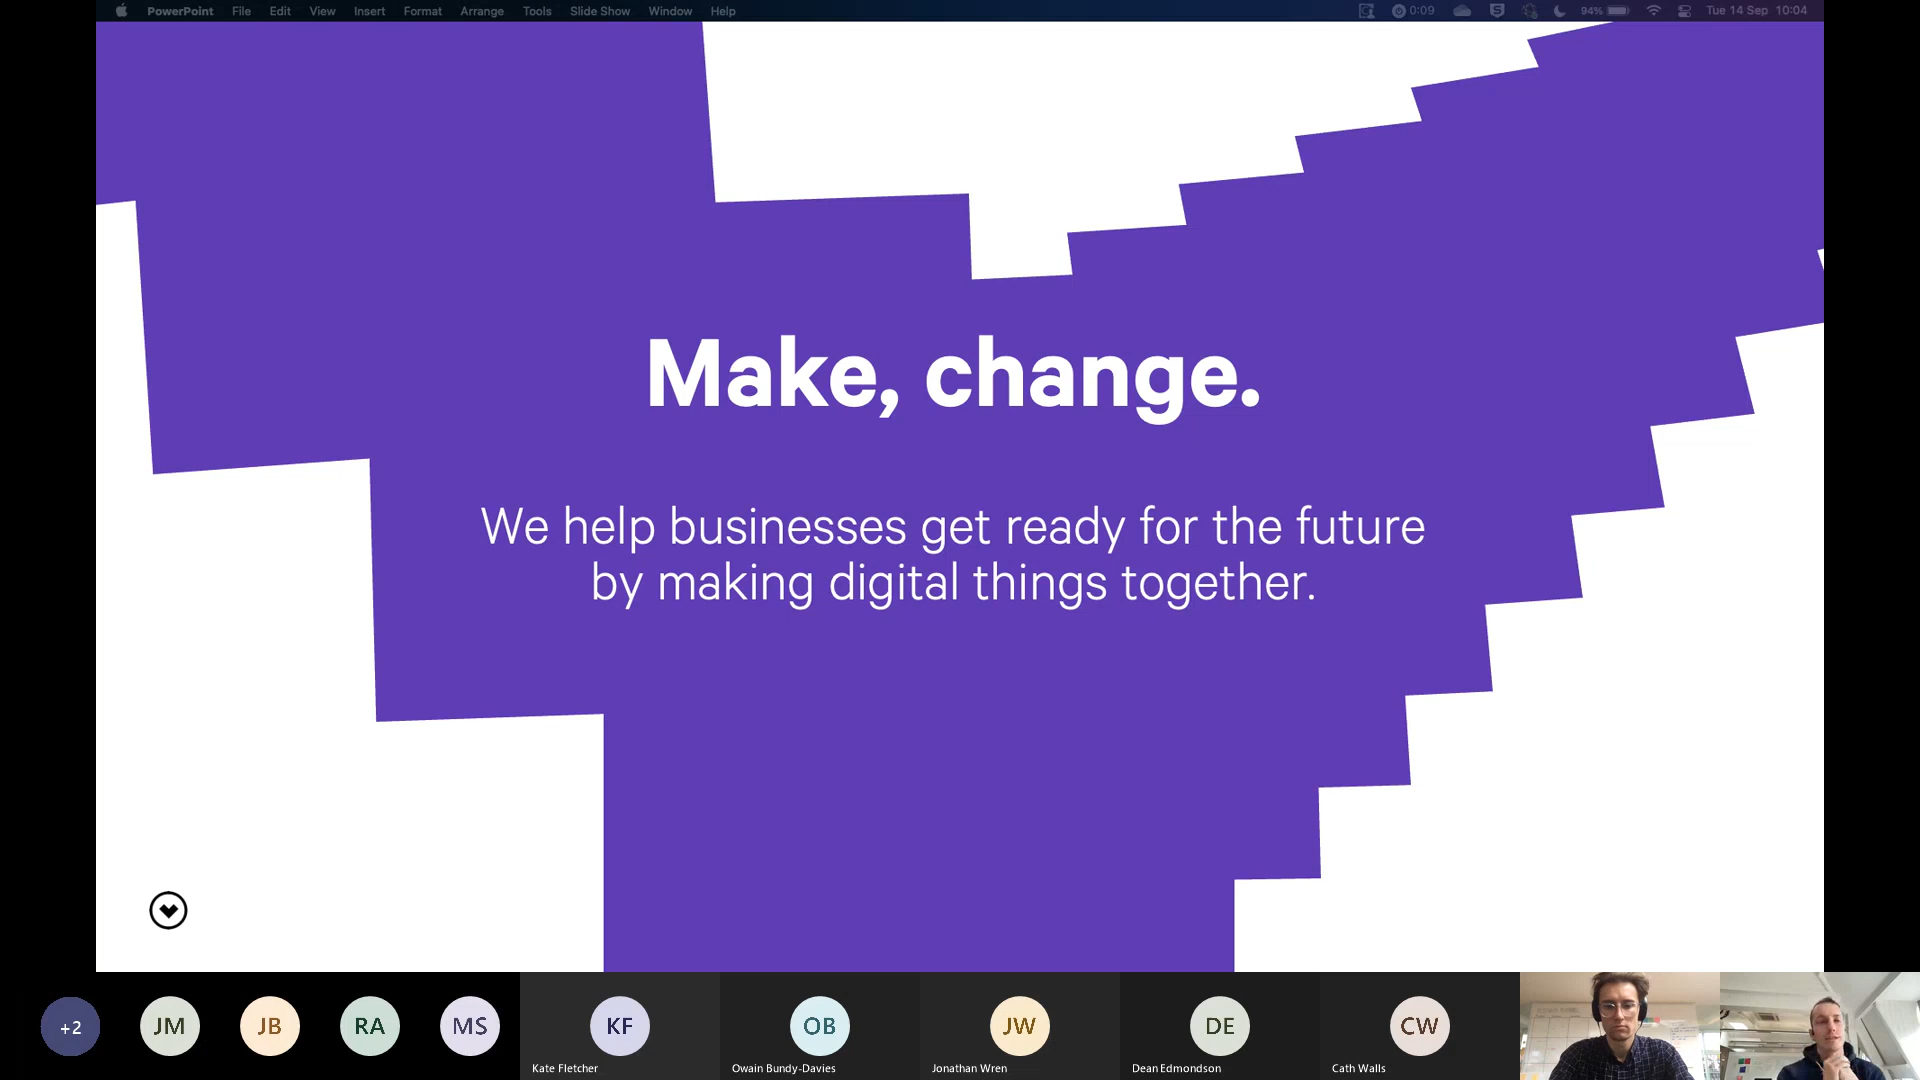 PowerPoint File Edit View Insert Format Arrange Tools Slide Show Window Help 0:09 94% Tue 14 Sep 10:04
Make, change.
We help businesses get ready for the future
by making digital things together.
+2 JM JB RA MS KF OB JW DE CW
Kate Fletcher Owain Bundy-Davies Jonathan Wren Dean Edmondson Cath Walls